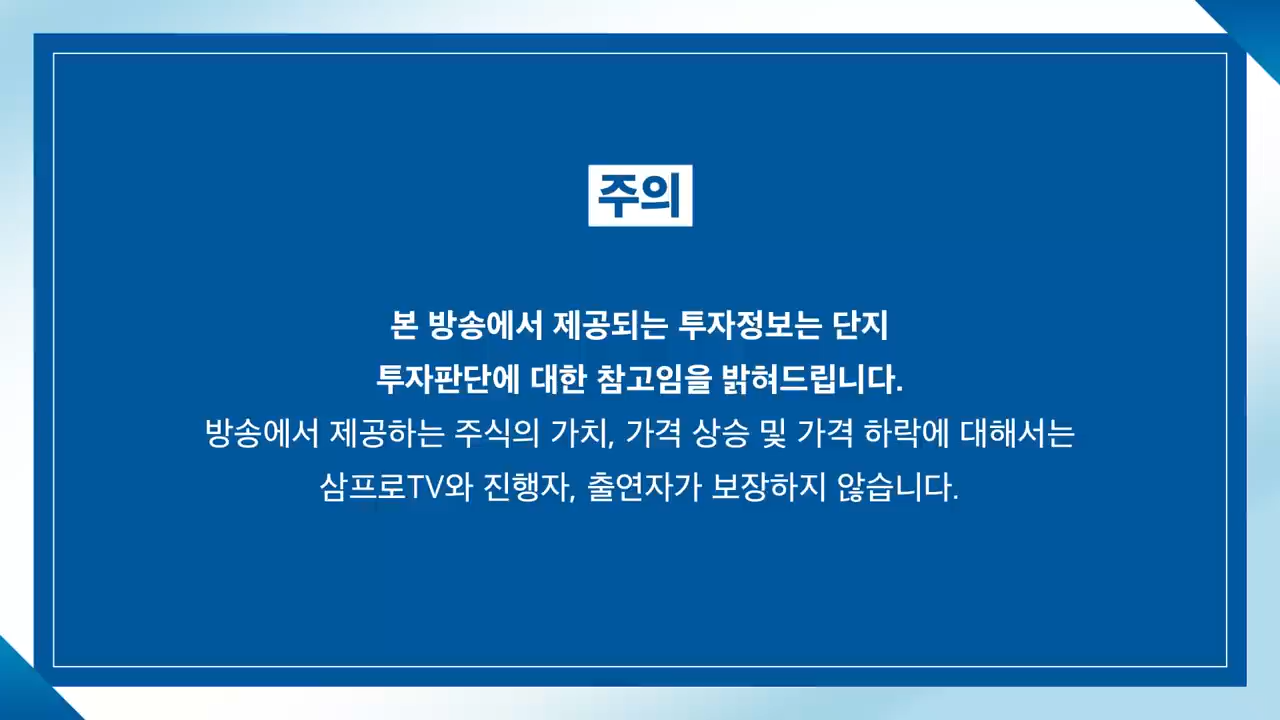 주의
본 방송에서 제공되는 투자정보는 단지
투자판단에 대한 참고임을 밝혀드립니다.
방송에서 제공하는 주식의 가치, 가격 상승 및 가격 하락에 대해서는
삼프로TV와 진행자, 출연자가 보장하지 않습니다.